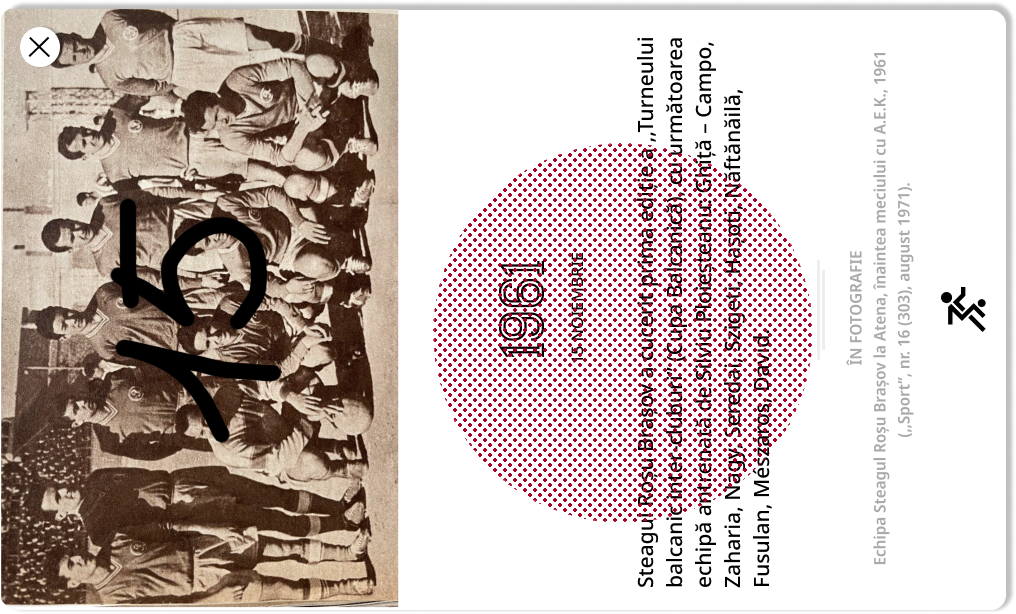 15
1961
15 NOIEMBRIE
Steagul Roșu Brașov a cucerit prima ediție a ,,Turneului
balcanic inter-cluburi” (Cupa Balcanică), cu următoarea
echipă antrenată de Silviu Ploieșteanu: Ghiță – Campo,
Zaharia, Nagy-Seredai, Szigeti, Hașoti, Năftănăilă,
Fusulan, Mészáros, David.
ÎN FOTOGRAFIE
Echipa Steagul Roșu Brașov la Atena, înaintea meciului cu A.E.K., 1961
(,,Sport”, nr. 16 (303), august 1971).